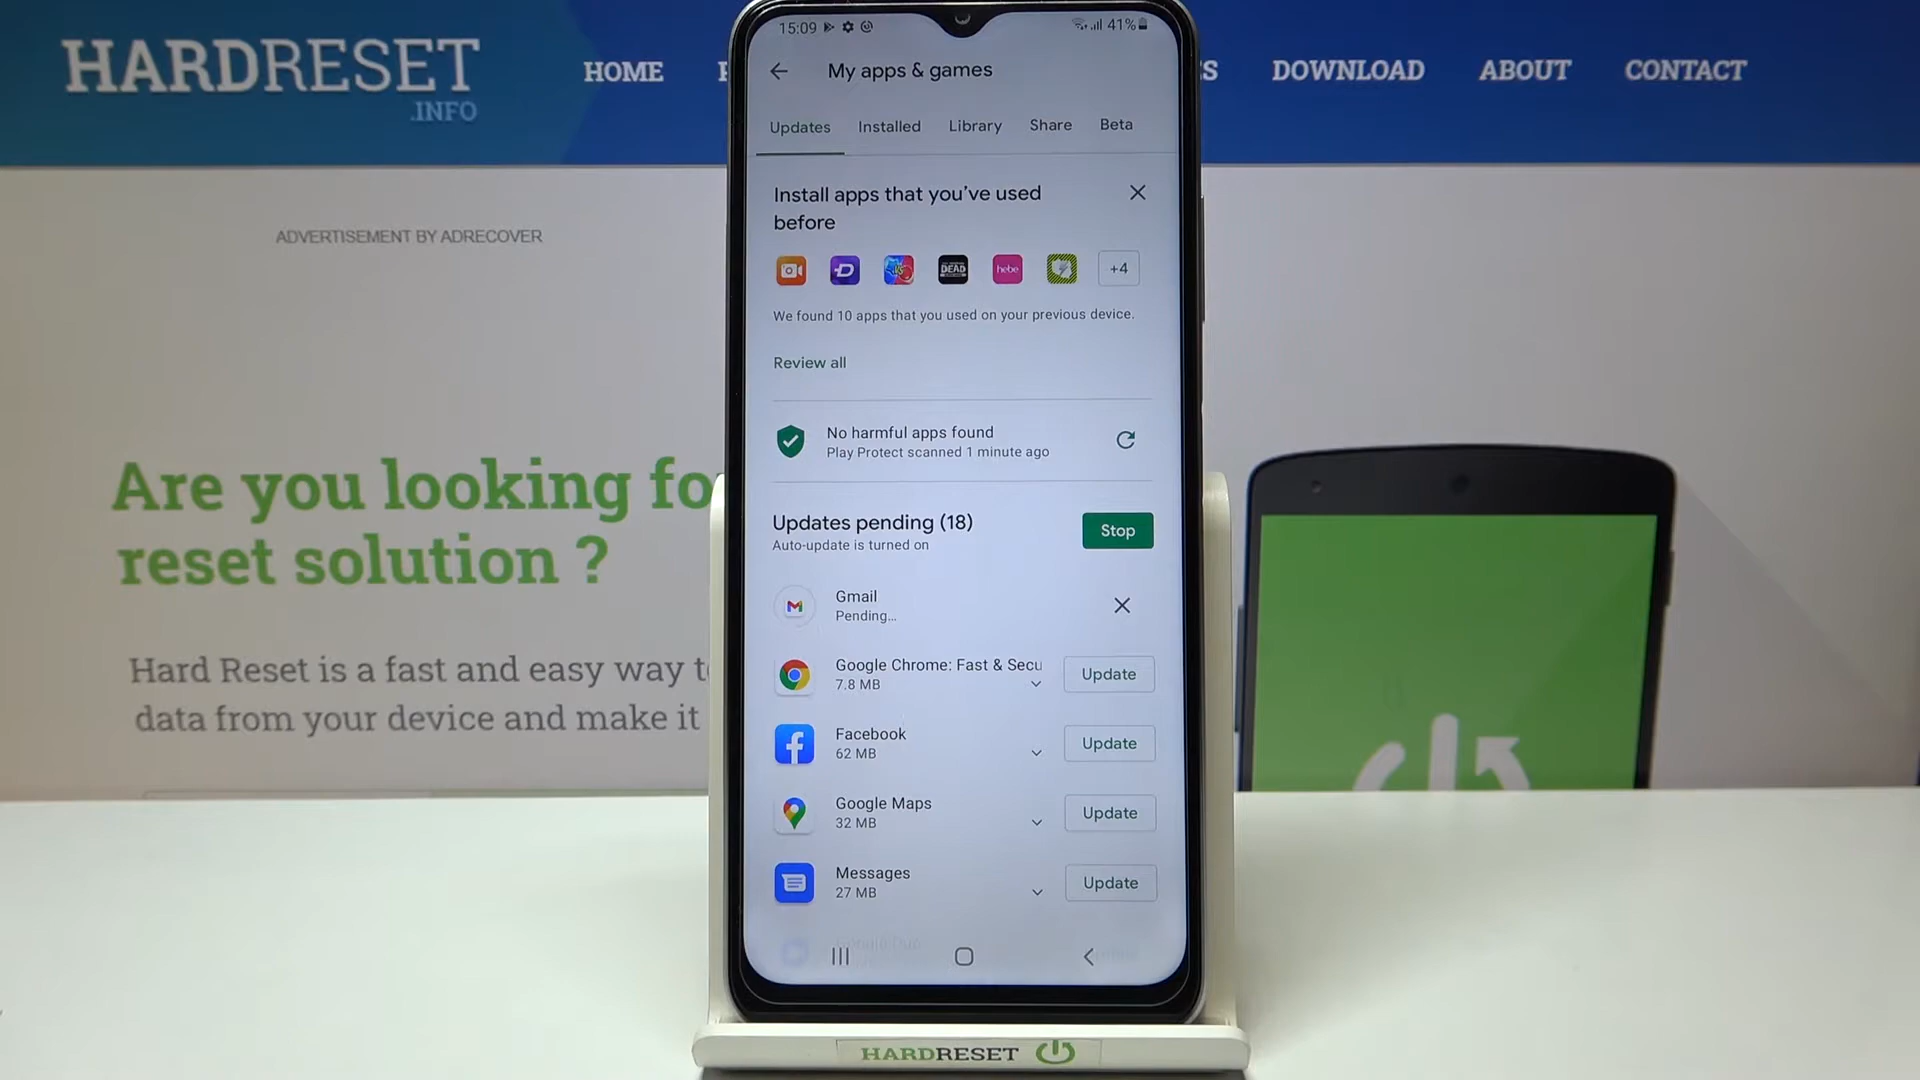 HARDRESET
.INFO
HOME
DOWNLOAD
ABOUT
CONTACT
ADVERTISEMENT BY ADRECOVER
Are you looking fo
reset solution ?
Hard Reset is a fast and easy way t
data from your device and make it
15:09
41%
My apps & games
Updates
Installed
Library
Share
Beta
Install apps that you've used
before
DEAD
hebe
+4
We found 10 apps that you used on your previous device.
Review all
No harmful apps found
Play Protect scanned 1 minute ago
Updates pending (18)
Stop
Auto-update is turned on
Gmail
Pending...
Google Chrome: Fast & Secu
7.8 MB
Update
Facebook
62 MB
Update
Google Maps
32 MB
Update
Messages
27 MB
Update
Google Duo
HARDRESET